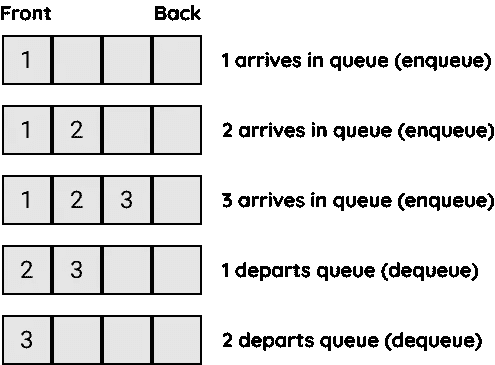 Front Back
1 1 arrives in queue (enqueue)
1 2 2 arrives in queue (enqueue)
1 2 3 3 arrives in queue (enqueue)
2 3 1 departs queue (dequeue)
3 2 departs queue (dequeue)